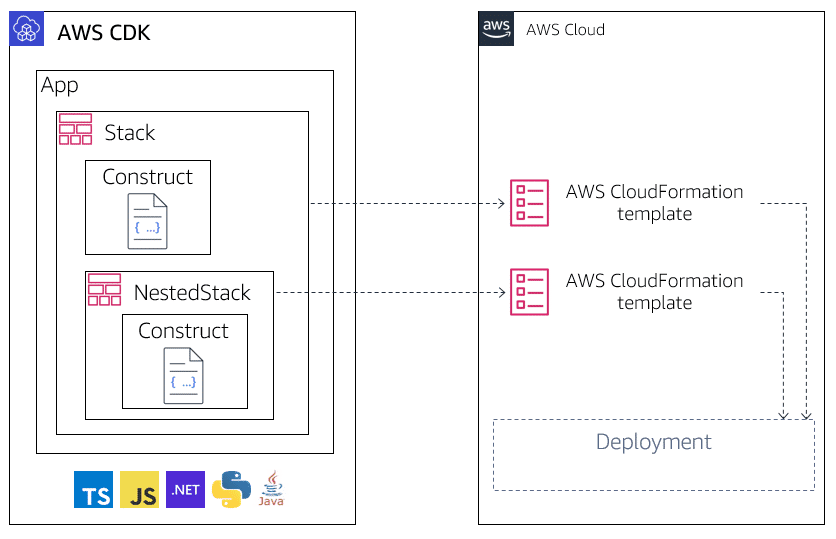 AWS CDK
App
Stack
Construct
{ ...}
NestedStack
Construct
{ ...}
TS
JS
.NET
Java
aws
AWS Cloud
AWS CloudFormation
template
AWS CloudFormation
template
Deployment